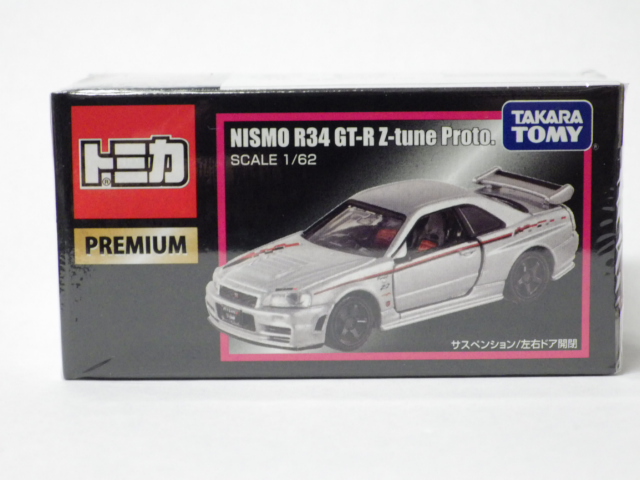 トミカ
®
PREMIUM
NISMO R34 GT-R Z-tune Proto.
SCALE 1/62
TAKARA
TOMY
サスペンション/左右ドア開閉